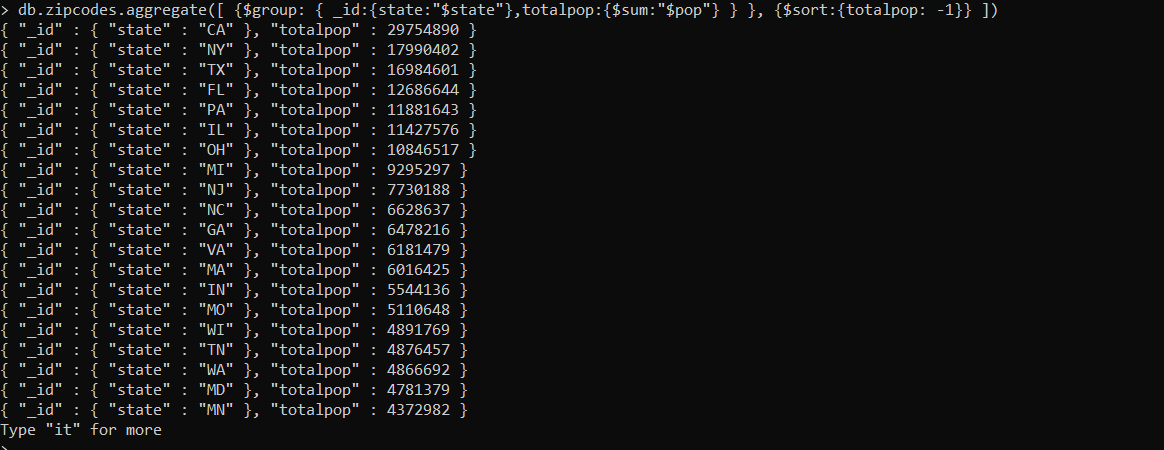 > db.zipcodes.aggregate([ {$group: { _id:{state:"$state"},totalpop:{$sum:"$pop"} } }, {$sort:{totalpop: -1}} ])
{ "_id" : { "state" : "CA" }, "totalpop" : 29754890 }
{ "_id" : { "state" : "NY" }, "totalpop" : 17990402 }
{ "_id" : { "state" : "TX" }, "totalpop" : 16984601 }
{ "_id" : { "state" : "FL" }, "totalpop" : 12686644 }
{ "_id" : { "state" : "PA" }, "totalpop" : 11881643 }
{ "_id" : { "state" : "IL" }, "totalpop" : 11427576 }
{ "_id" : { "state" : "OH" }, "totalpop" : 10846517 }
{ "_id" : { "state" : "MI" }, "totalpop" : 9295297 }
{ "_id" : { "state" : "NJ" }, "totalpop" : 7730188 }
{ "_id" : { "state" : "NC" }, "totalpop" : 6628637 }
{ "_id" : { "state" : "GA" }, "totalpop" : 6478216 }
{ "_id" : { "state" : "VA" }, "totalpop" : 6181479 }
{ "_id" : { "state" : "MA" }, "totalpop" : 6016425 }
{ "_id" : { "state" : "IN" }, "totalpop" : 5544136 }
{ "_id" : { "state" : "MO" }, "totalpop" : 5110648 }
{ "_id" : { "state" : "WI" }, "totalpop" : 4891769 }
{ "_id" : { "state" : "TN" }, "totalpop" : 4876457 }
{ "_id" : { "state" : "WA" }, "totalpop" : 4866692 }
{ "_id" : { "state" : "MD" }, "totalpop" : 4781379 }
{ "_id" : { "state" : "MN" }, "totalpop" : 4372982 }
Type "it" for more
>